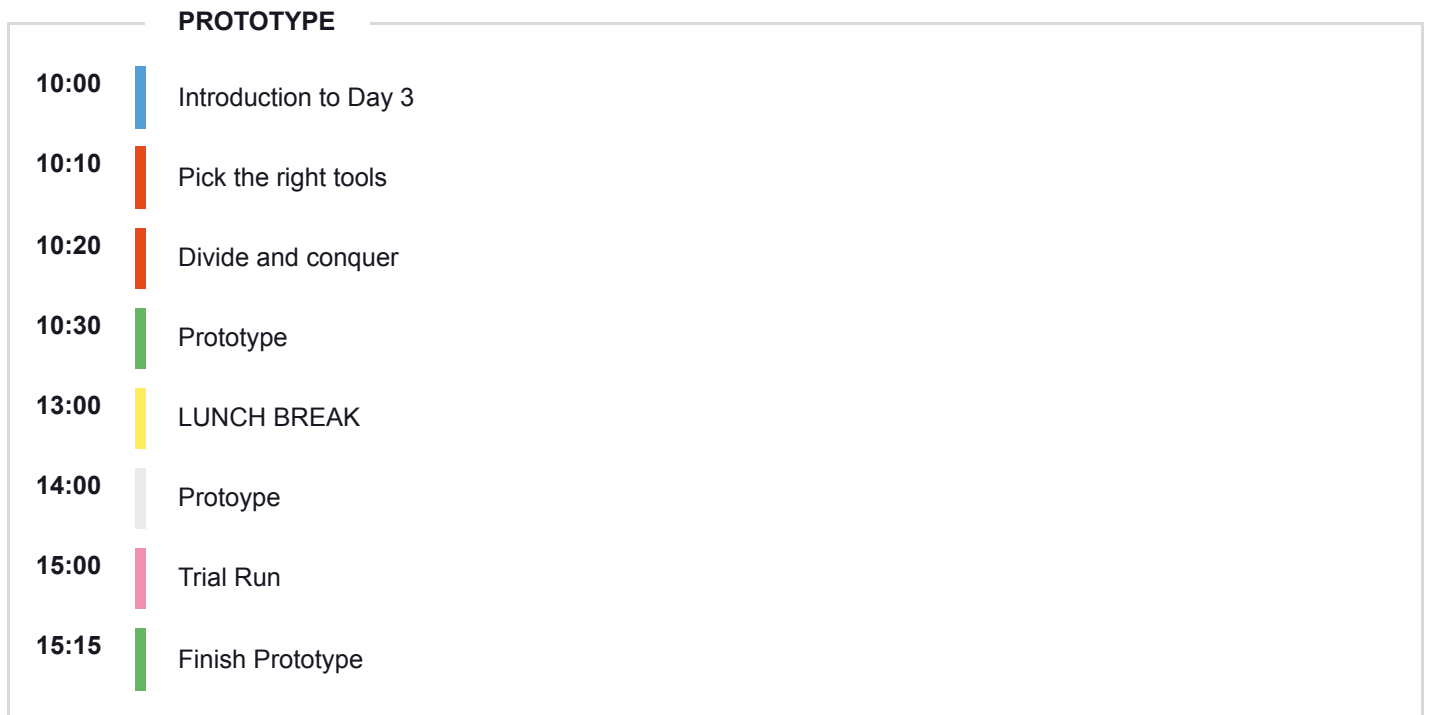 PROTOTYPE
10:00 Introduction to Day 3
10:10 Pick the right tools
10:20 Divide and conquer
10:30 Prototype
13:00 LUNCH BREAK
14:00 Protoype
15:00 Trial Run
15:15 Finish Prototype